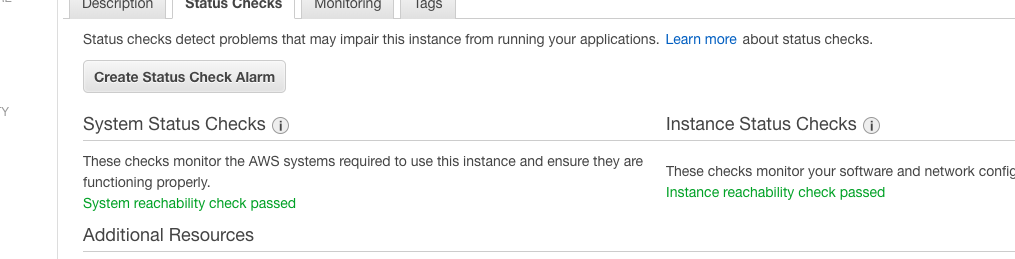 Description
Status Checks
Monitoring
Tags
Status checks detect problems that may impair this instance from running your applications. Learn more about status checks.
Create Status Check Alarm
System Status Checks
These checks monitor the AWS systems required to use this instance and ensure they are
functioning properly.
System reachability check passed
Instance Status Checks
These checks monitor your software and network config
Instance reachability check passed
Additional Resources